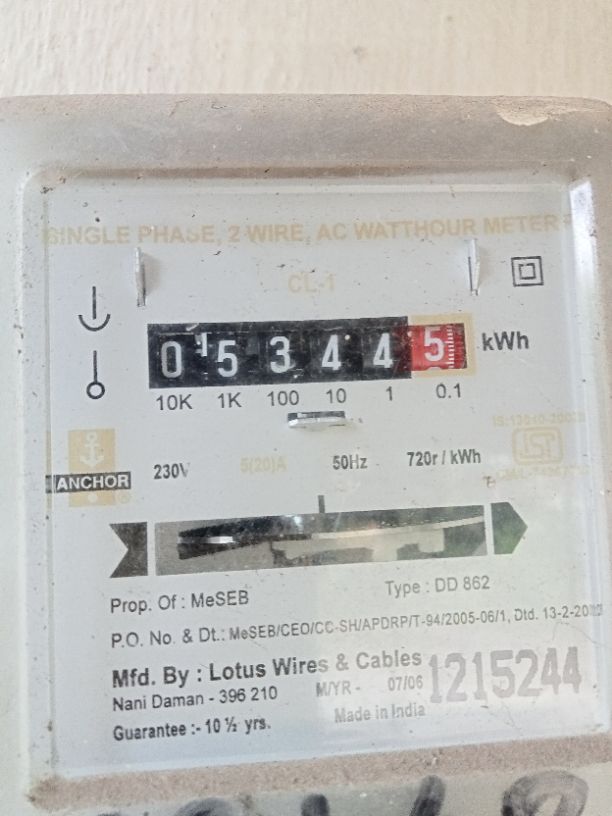 SINGLE PHASE, 2 WIRE, AC WATTHOUR METER
CL-1
0 5 3 4 4 5 kWh
10K 1K 100 10 1 0.1
ANCHOR ®
230V 5(20)A 50Hz 720r / kWh
ISI
Prop. Of : MeSEB Type : DD 862
P.O. No. & Dt.: MeSEB/CEO/CC-SH/APDRP/T-94/2005-06/1, Dtd. 13-2-
Mfd. By : Lotus Wires & Cables
Nani Daman - 396 210 M/YR - 07/06 1215244
Guarantee :- 10 ½ yrs. Made in India